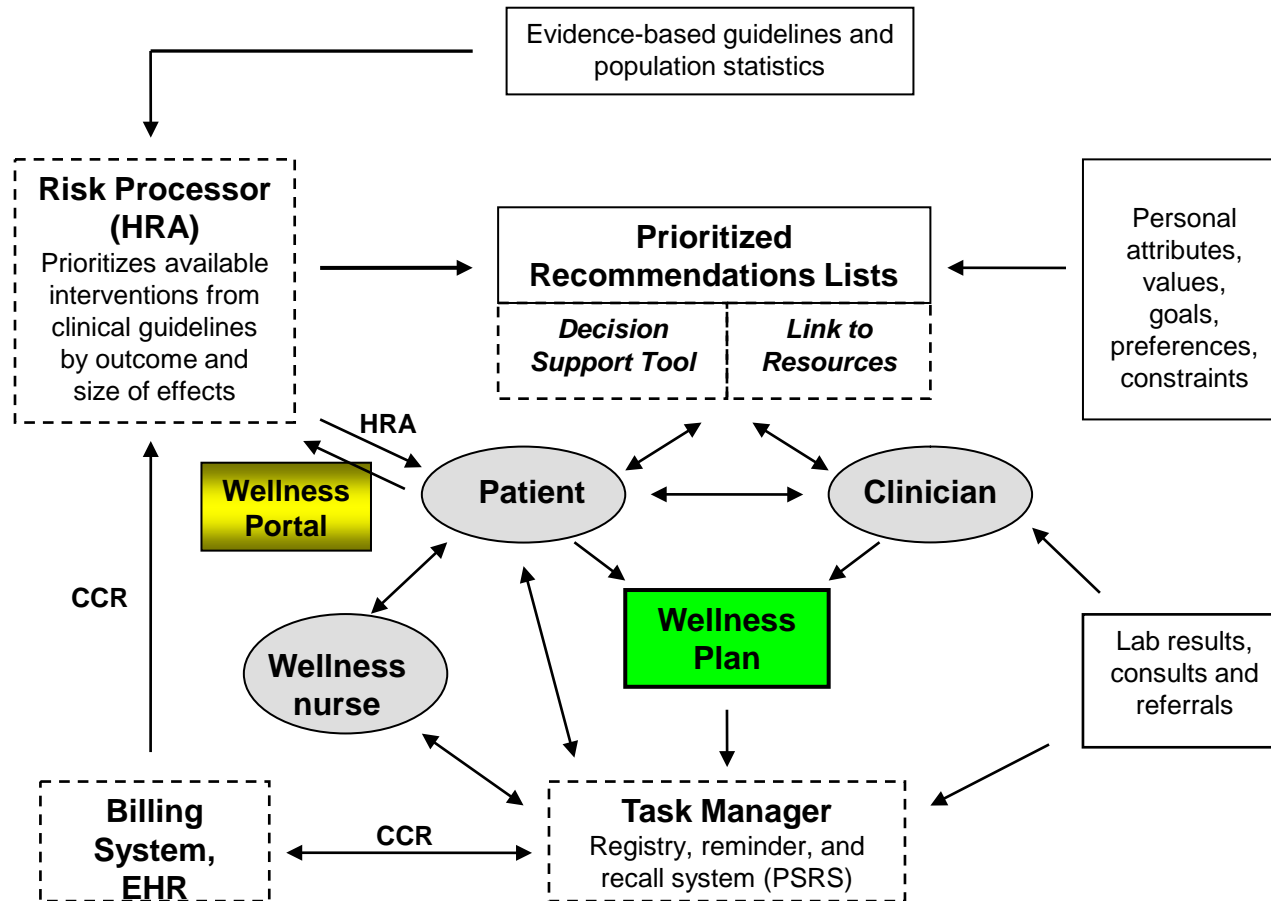 Evidence-based guidelines and
population statistics
Risk Processor
(HRA)
Prioritizes available
interventions from
clinical guidelines
by outcome and
size of effects
Prioritized
Recommendations Lists
Decision
Support Tool
Link to
Resources
Personal
attributes,
values,
goals,
preferences,
constraints
HRA
Wellness
Portal
Patient
Clinician
CCR
Wellness
nurse
Wellness
Plan
Lab results,
consults and
referrals
Billing
System,
EHR
CCR
Task Manager
Registry, reminder, and
recall system (PSRS)